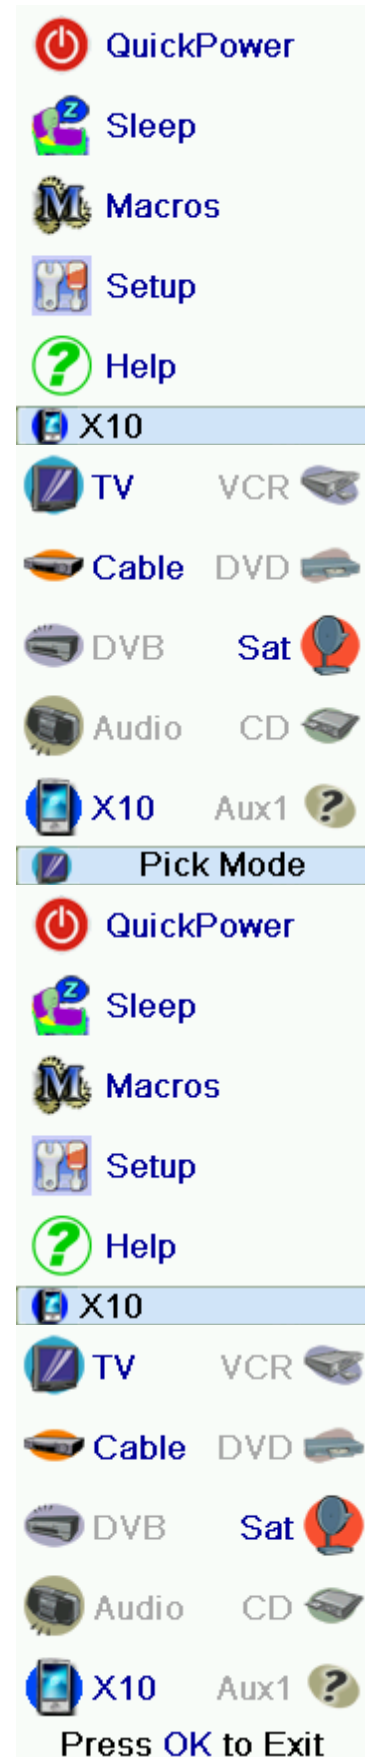 QuickPower
Sleep
Macros
Setup
Help
X10
TV VCR
Cable DVD
DVB Sat
Audio CD
X10 Aux1
Pick Mode
QuickPower
Sleep
Macros
Setup
Help
X10
TV VCR
Cable DVD
DVB Sat
Audio CD
X10 Aux1
Press OK to Exit